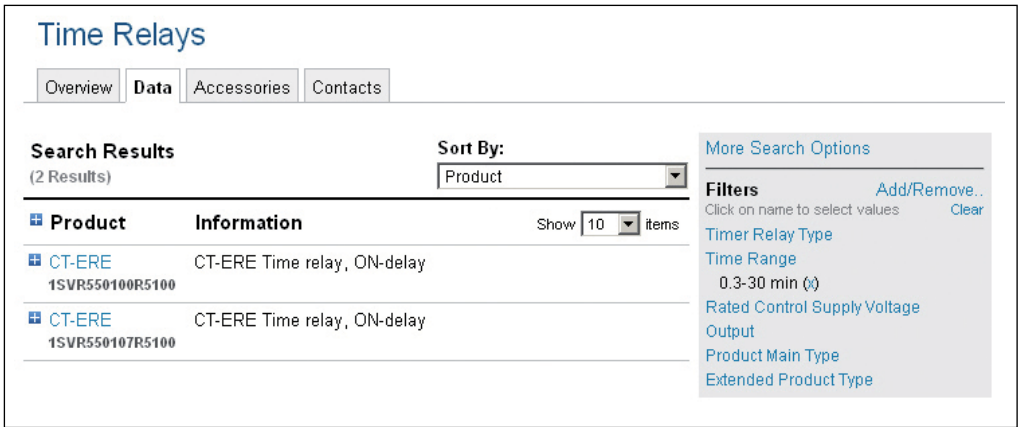 Time Relays
Overview Data Accessories Contacts
Search Results
(2 Results)
Sort By:
Product
Product Information Show 10 items
CT-ERE CT-ERE Time relay, ON-delay
1SVR550100R5100
CT-ERE CT-ERE Time relay, ON-delay
1SVR550107R5100
More Search Options
Filters Add/Remove..
Click on name to select values Clear
Timer Relay Type
Time Range
0.3-30 min (x)
Rated Control Supply Voltage
Output
Product Main Type
Extended Product Type